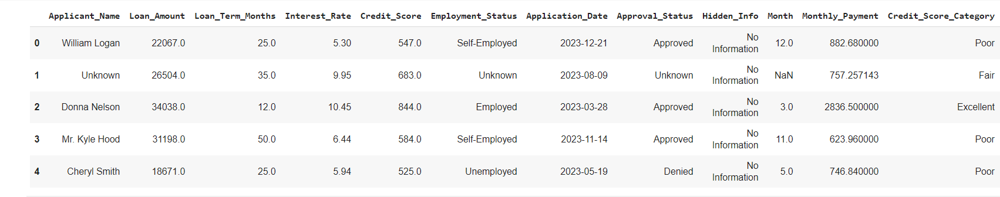 Applicant_Name Loan_Amount Loan_Term_Months Interest_Rate Credit_Score Employment_Status Application_Date Approval_Status Hidden_Info Month Monthly_Payment Credit_Score_Category
0 William Logan 22067.0 25.0 5.30 547.0 Self-Employed 2023-12-21 Approved No Information 12.0 882.680000 Poor
1 Unknown 26504.0 35.0 9.95 683.0 Unknown 2023-08-09 Unknown No Information NaN 757.257143 Fair
2 Donna Nelson 34038.0 12.0 10.45 844.0 Employed 2023-03-28 Approved No Information 3.0 2836.500000 Excellent
3 Mr. Kyle Hood 31198.0 50.0 6.44 584.0 Self-Employed 2023-11-14 Approved No Information 11.0 623.960000 Poor
4 Cheryl Smith 18671.0 25.0 5.94 525.0 Unemployed 2023-05-19 Denied No Information 5.0 746.840000 Poor